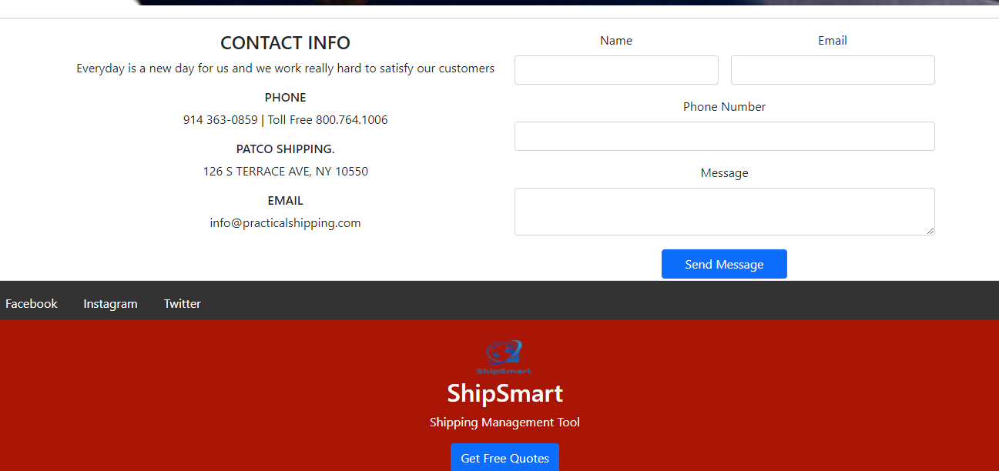 CONTACT INFO
Everyday is a new day for us and we work really hard to satisfy our customers
PHONE
914 363-0859 | Toll Free 800.764.1006
PATCO SHIPPING.
126 S TERRACE AVE, NY 10550
EMAIL
info@practicalshipping.com
Name
Email
Phone Number
Message
Send Message
Facebook
Instagram
Twitter
ShipSmart
ShipSmart
Shipping Management Tool
Get Free Quotes